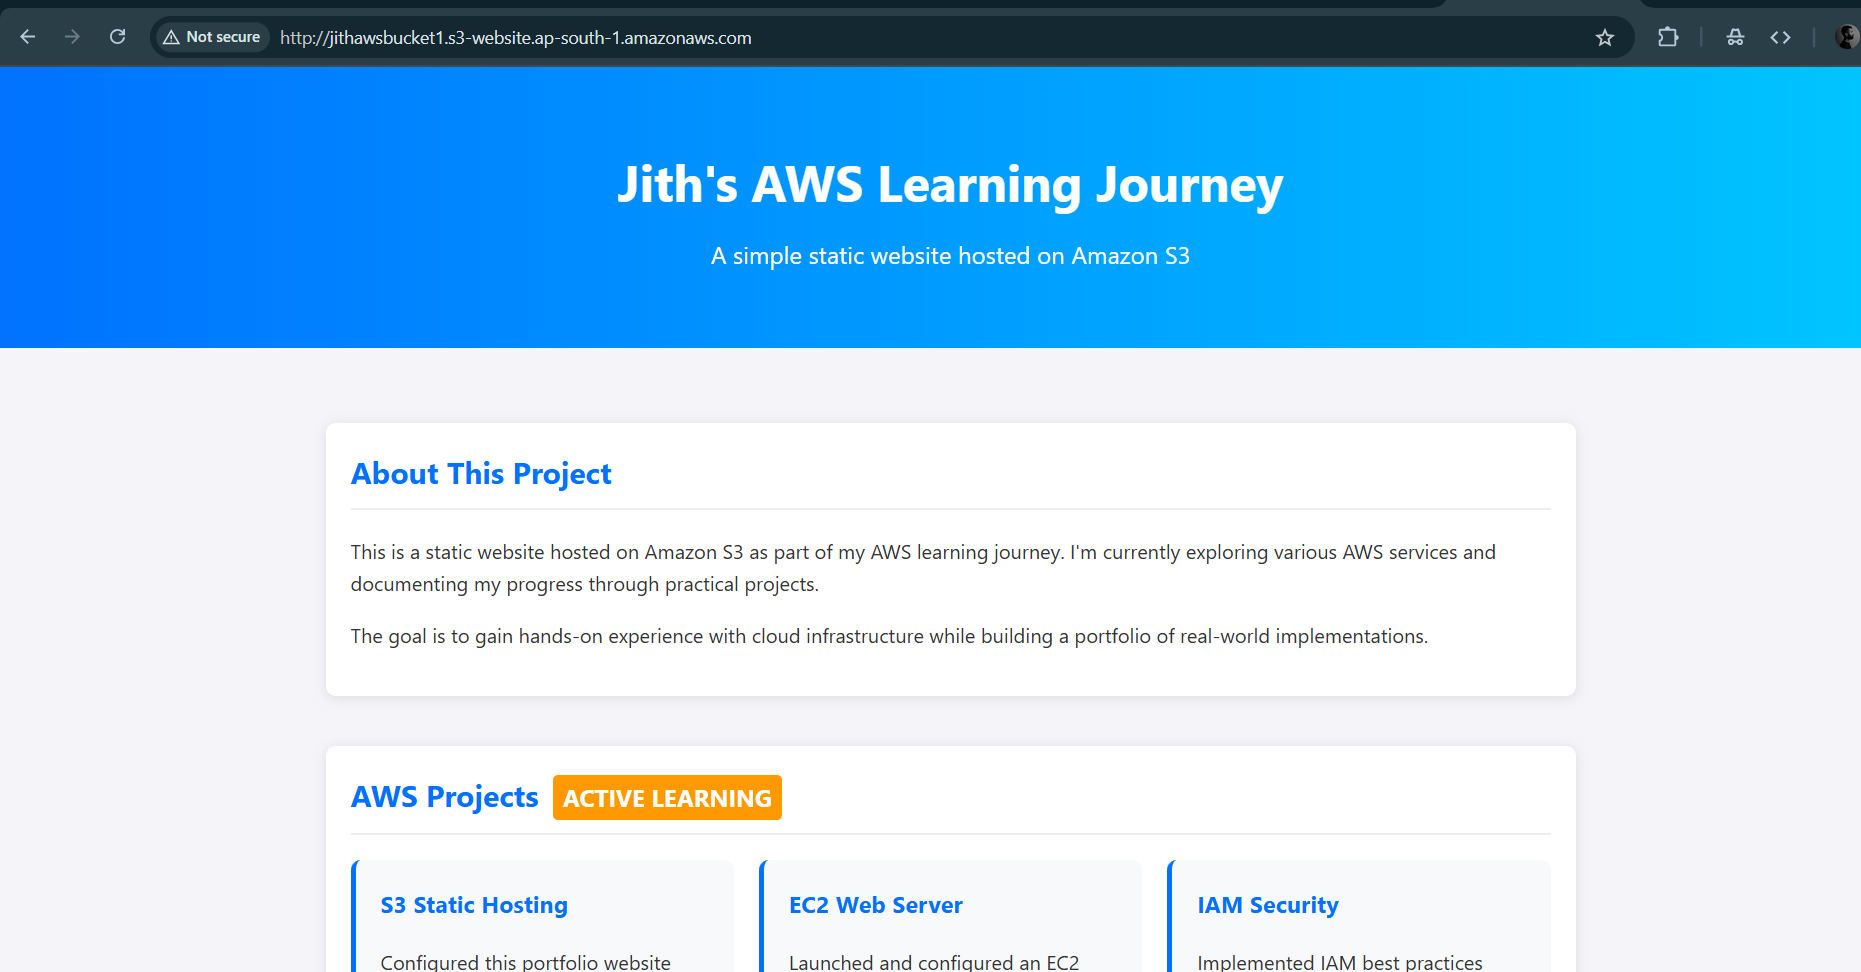 Not secure http://jithawsbucket1.s3-website.ap-south-1.amazonaws.com
Jith's AWS Learning Journey
A simple static website hosted on Amazon S3
About This Project
This is a static website hosted on Amazon S3 as part of my AWS learning journey. I'm currently exploring various AWS services and
documenting my progress through practical projects.
The goal is to gain hands-on experience with cloud infrastructure while building a portfolio of real-world implementations.
AWS Projects ACTIVE LEARNING
S3 Static Hosting
Configured this portfolio website
EC2 Web Server
Launched and configured an EC2
IAM Security
Implemented IAM best practices